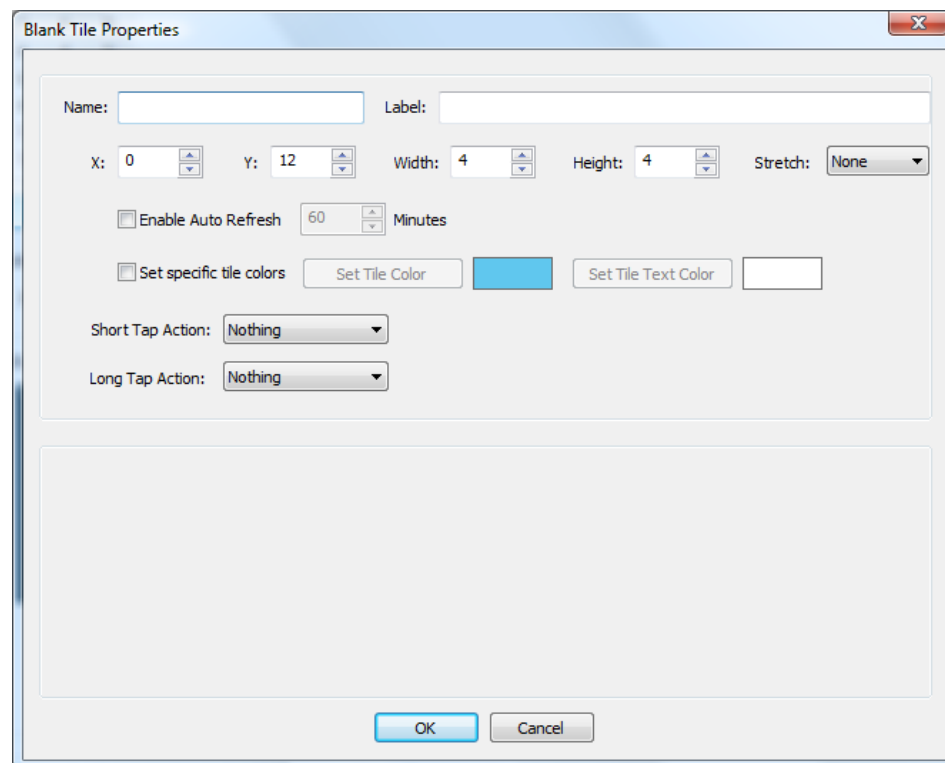 Blank Tile Properties
Name: Label:
X: 0 Y: 12 Width: 4 Height: 4 Stretch: None
Enable Auto Refresh 60 Minutes
Set specific tile colors Set Tile Color Set Tile Text Color
Short Tap Action: Nothing
Long Tap Action: Nothing
OK Cancel